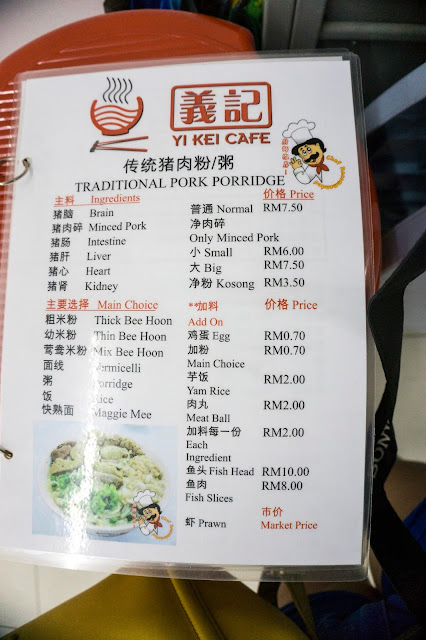 義記
YI KEI CAFE
传统猪肉粉/粥
TRADITIONAL PORK PORRIDGE
主料 Ingredients
猪脑 Brain
猪肉碎 Minced Pork
猪肠 Intestine
猪肝 Liver
猪心 Heart
猪肾 Kidney
价格 Price
普通 Normal RM7.50
净肉碎
Only Minced Pork
小 Small RM6.00
大 Big RM7.50
净粉 Kosong RM3.50
主要选择 Main Choice
粗米粉 Thick Bee Hoon
幼米粉 Thin Bee Hoon
鸳鸯米粉 Mix Bee Hoon
面线 Vermicelli
粥 Porridge
饭 Rice
快熟面 Maggie Mee
**加料 价格 Price
Add On
鸡蛋 Egg RM0.70
加粉 RM0.70
Main Choice
芋饭 RM2.00
Yam Rice
肉丸 RM2.00
Meat Ball
加料每一份 RM2.00
Each
Ingredient
鱼头 Fish Head RM10.00
鱼肉 RM8.00
Fish Slices
市价
虾 Prawn Market Price